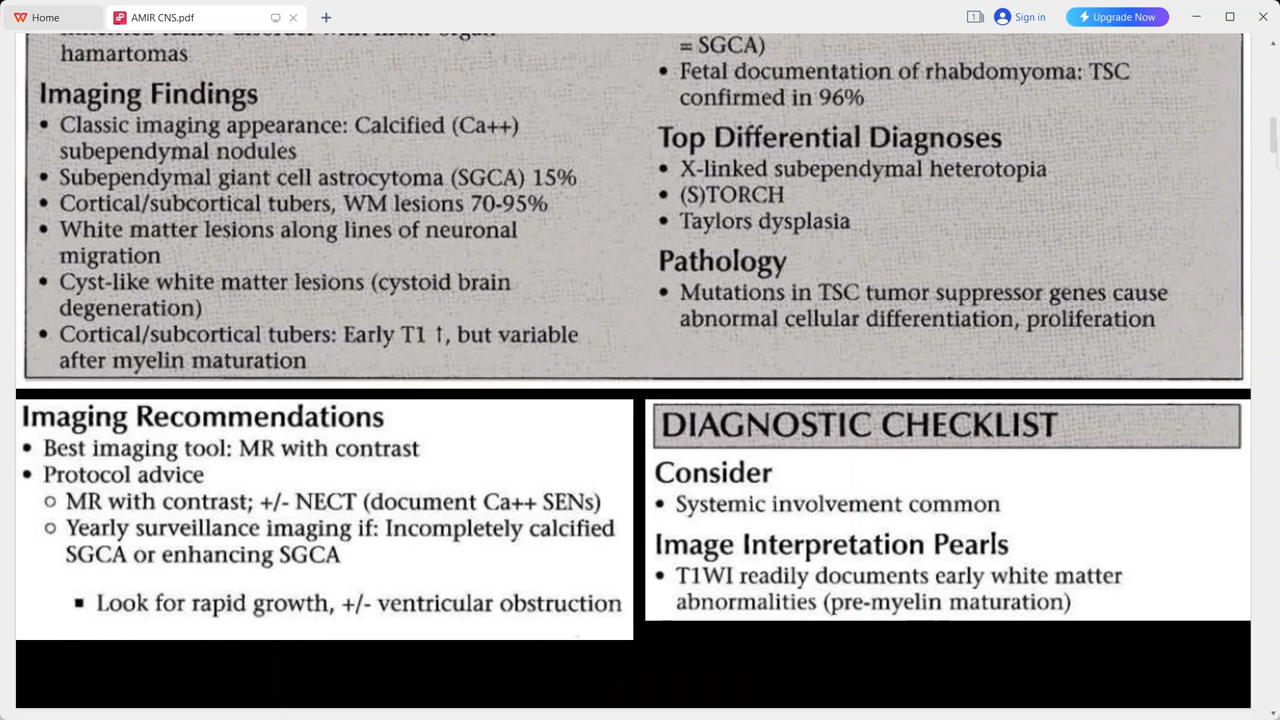 Home
AMIR CNS.pdf
1
Sign in
Upgrade Now
hamartomas
Imaging Findings
• Classic imaging appearance: Calcified (Ca++)
subependymal nodules
• Subependymal giant cell astrocytoma (SGCA) 15%
• Cortical/subcortical tubers, WM lesions 70-95%
• White matter lesions along lines of neuronal
migration
• Cyst-like white matter lesions (cystoid brain
degeneration)
• Cortical/subcortical tubers: Early T1 ↑, but variable
after myelin maturation
= SGCA)
• Fetal documentation of rhabdomyoma: TSC
confirmed in 96%
Top Differential Diagnoses
• X-linked subependymal heterotopia
• (S)TORCH
• Taylors dysplasia
Pathology
• Mutations in TSC tumor suppressor genes cause
abnormal cellular differentiation, proliferation
Imaging Recommendations
• Best imaging tool: MR with contrast
• Protocol advice
○ MR with contrast; +/- NECT (document Ca++ SENs)
○ Yearly surveillance imaging if: Incompletely calcified
SGCA or enhancing SGCA
▪ Look for rapid growth, +/- ventricular obstruction
DIAGNOSTIC CHECKLIST
Consider
• Systemic involvement common
Image Interpretation Pearls
• T1WI readily documents early white matter
abnormalities (pre-myelin maturation)